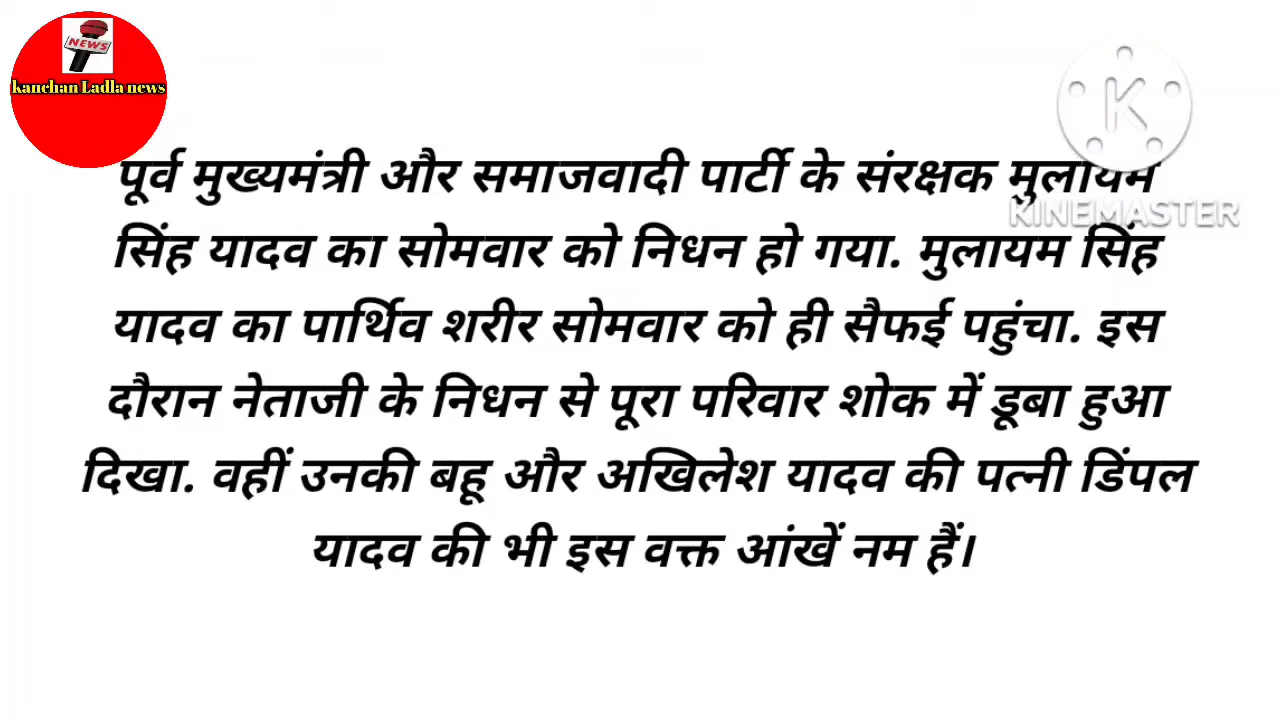 NEWS
kanchan Ladla news
पूर्व मुख्यमंत्री और समाजवादी पार्टी के संरक्षक मुलायम
KINEMASTER
सिंह यादव का सोमवार को निधन हो गया. मुलायम सिंह
यादव का पार्थिव शरीर सोमवार को ही सैफई पहुंचा. इस
दौरान नेताजी के निधन से पूरा परिवार शोक में डूबा हुआ
दिखा. वहीं उनकी बहू और अखिलेश यादव की पत्नी डिंपल
यादव की भी इस वक्त आंखें नम हैं।